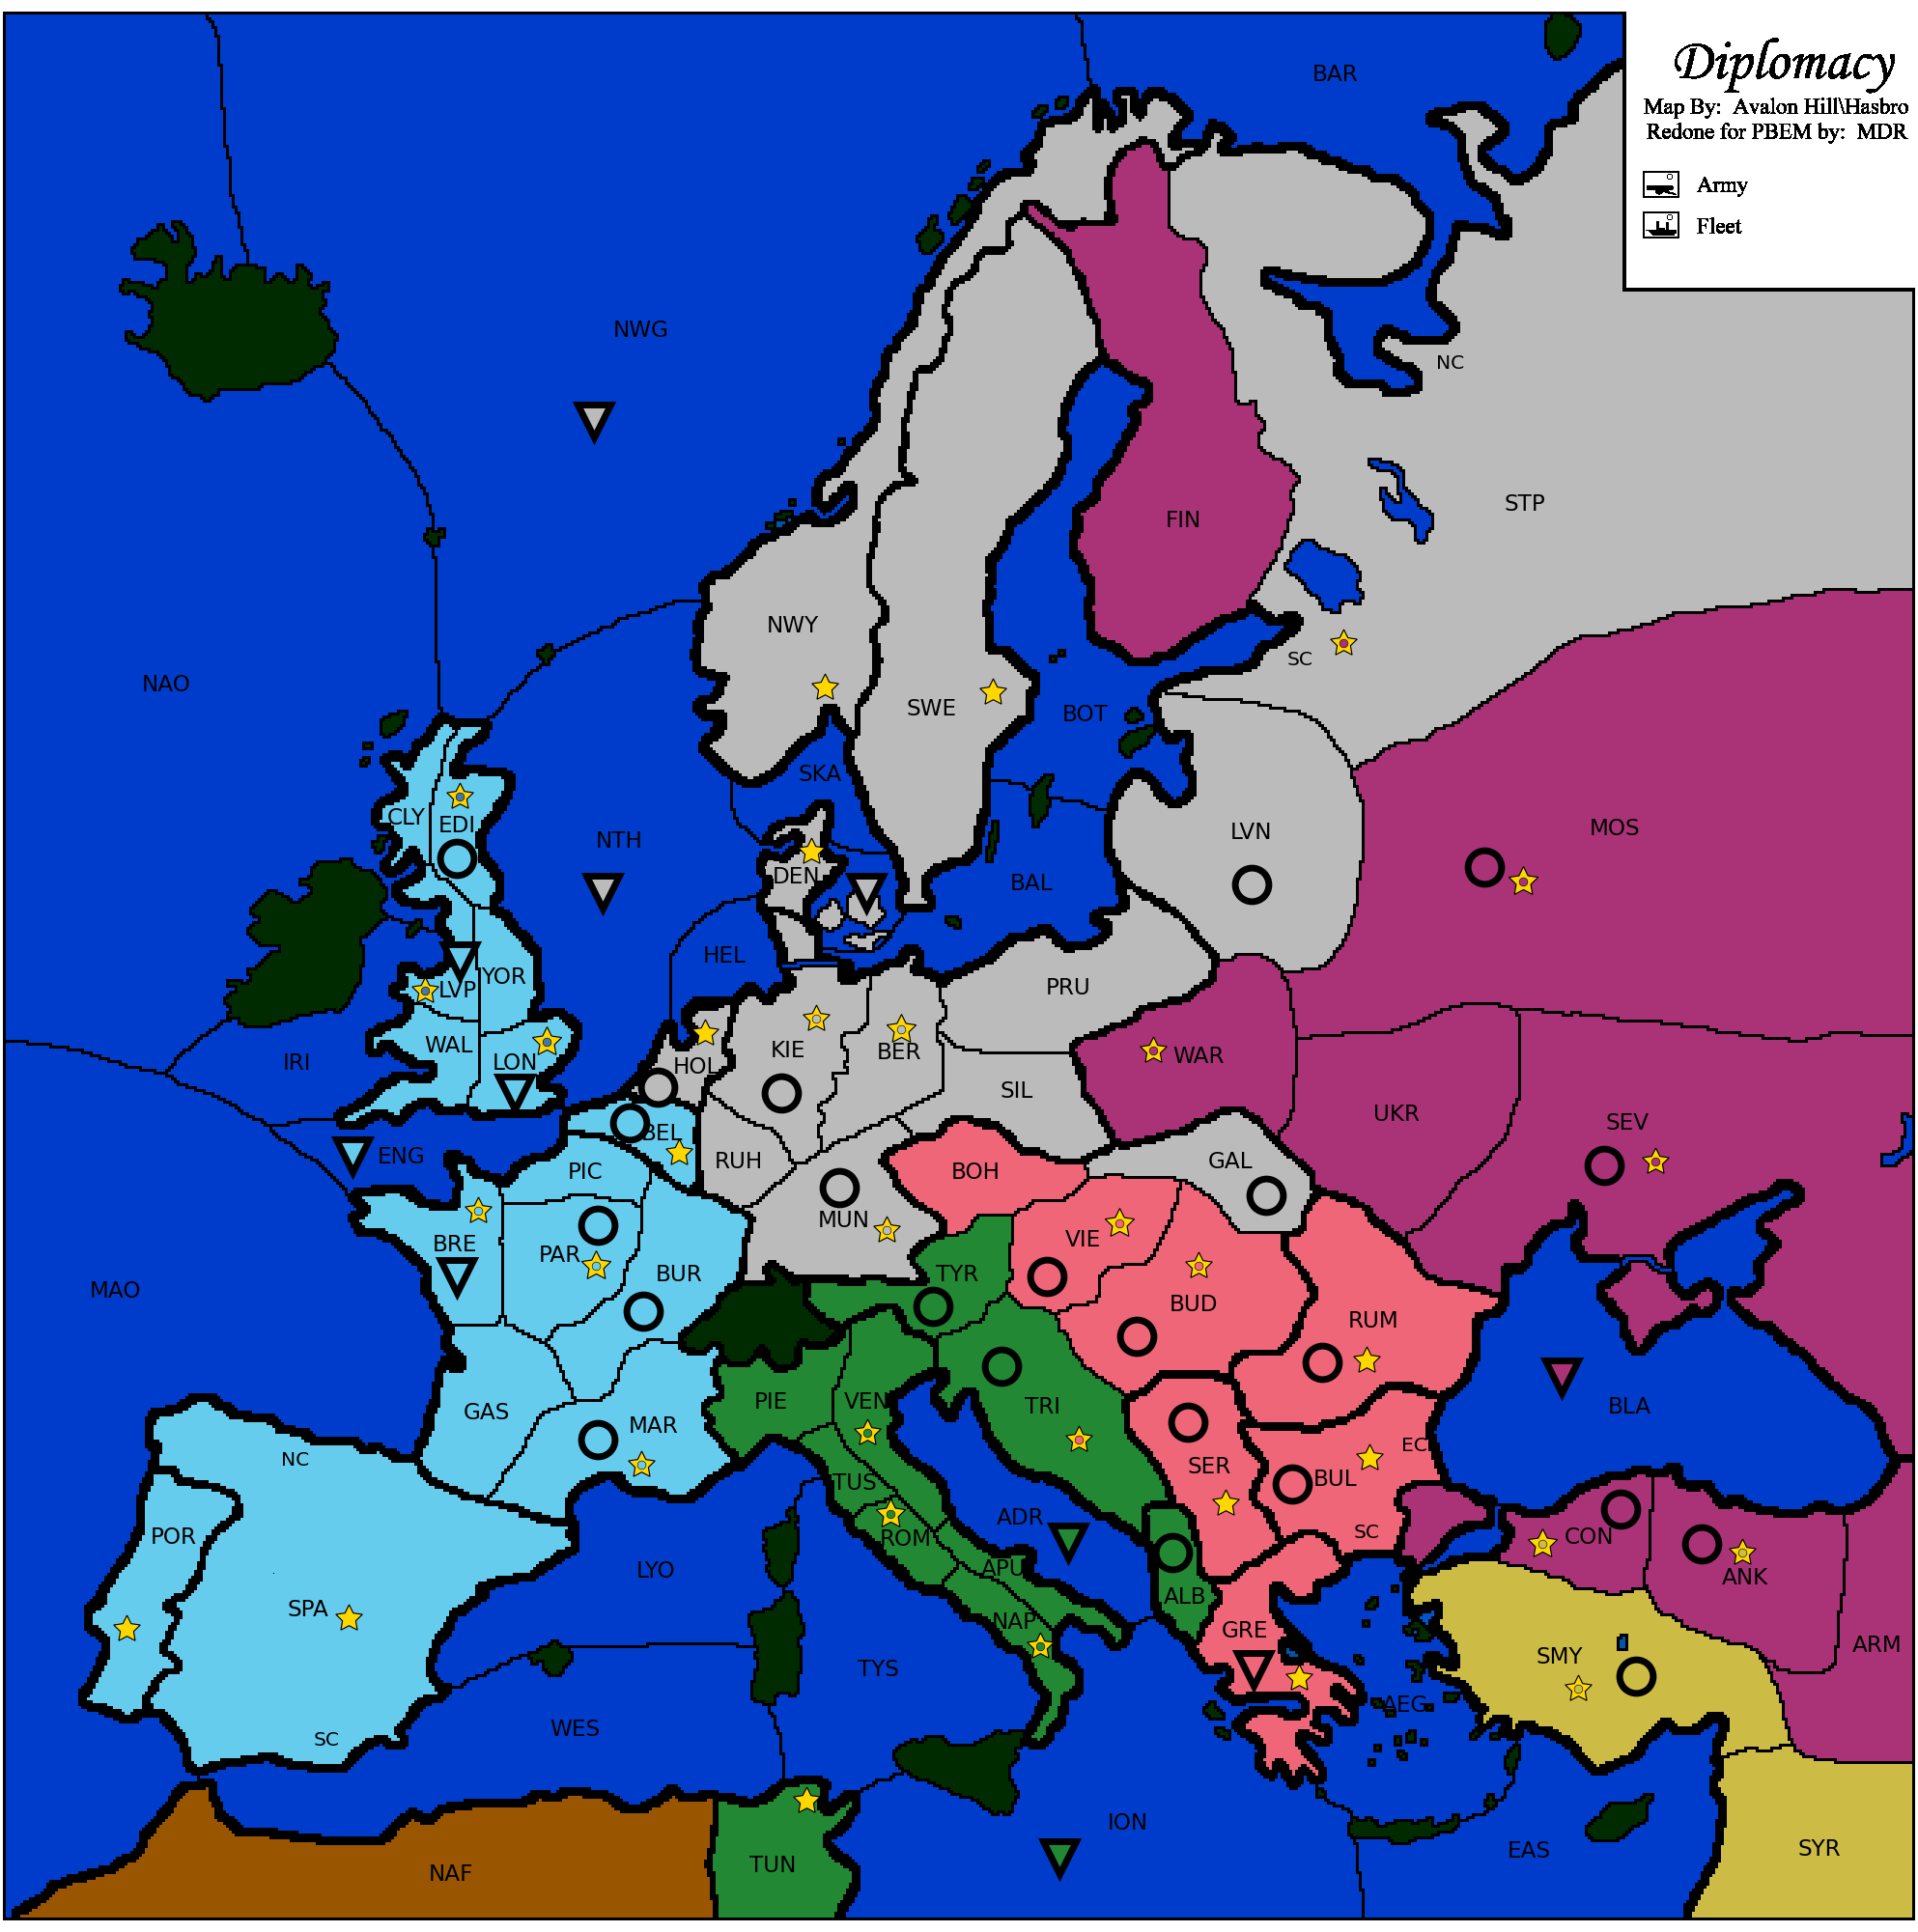 Diplomacy
Map By: Avalon Hill\Hasbro
Redone for PBEM by: MDR
Army
Fleet
BAR
NWG
NC
STP
FIN
NWY
SC
NAO
SWE
BOT
SKA
CLY
EDI
NTH
LVN
MOS
DEN
BAL
HEL
YOR
LVP
PRU
WAL
LON
IRI
HOL
KIE
BER
WAR
SIL
UKR
SEV
BEL
ENG
PIC
RUH
BOH
GAL
MUN
BRE
PAR
BUR
TYR
VIE
MAO
BUD
RUM
GAS
MAR
PIE
VEN
TRI
BLA
NC
EC
SER
BUL
TUS
ADR
SC
POR
ROM
CON
LYO
APU
ANK
SPA
NAP
ALB
GRE
SMY
ARM
TYS
AEG
WES
SC
ION
EAS
SYR
NAF
TUN